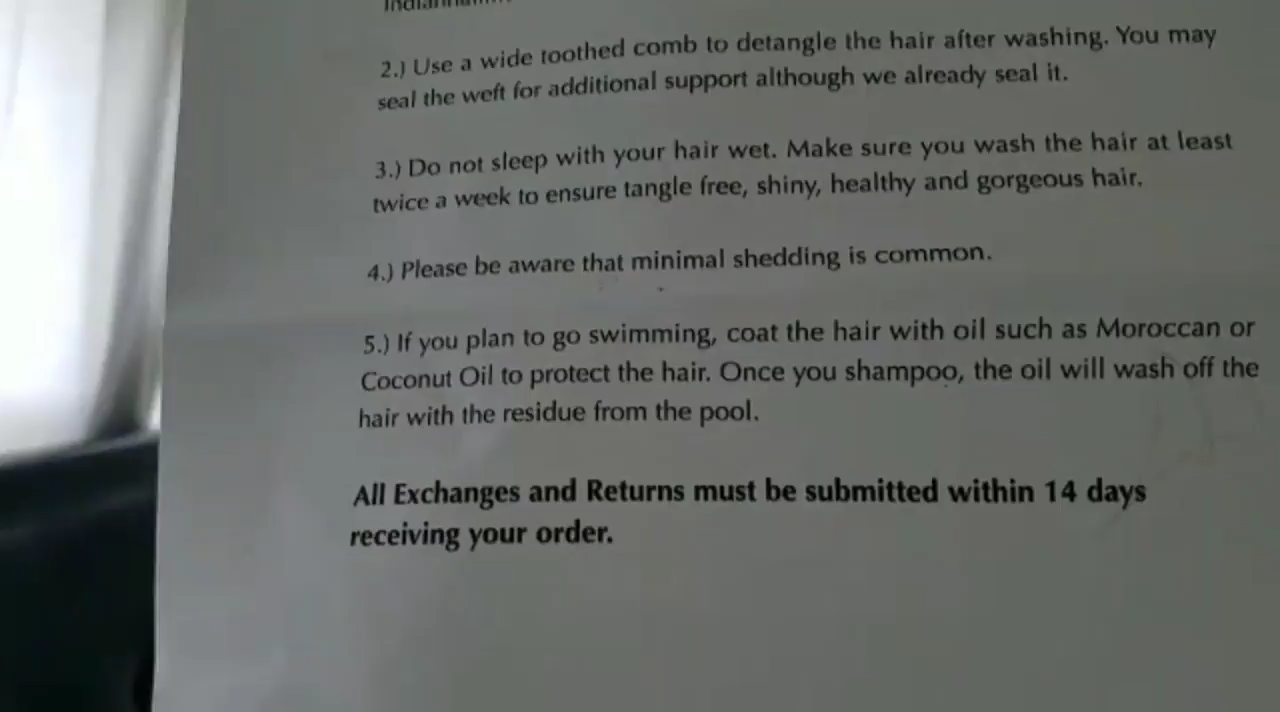 2.) Use a wide toothed comb to detangle the hair after washing. You may
seal the weft for additional support although we already seal it.
3.) Do not sleep with your hair wet. Make sure you wash the hair at least
twice a week to ensure tangle free, shiny, healthy and gorgeous hair.
4.) Please be aware that minimal shedding is common.
5.) If you plan to go swimming, coat the hair with oil such as Moroccan or
Coconut Oil to protect the hair. Once you shampoo, the oil will wash off the
hair with the residue from the pool.
All Exchanges and Returns must be submitted within 14 days
receiving your order.